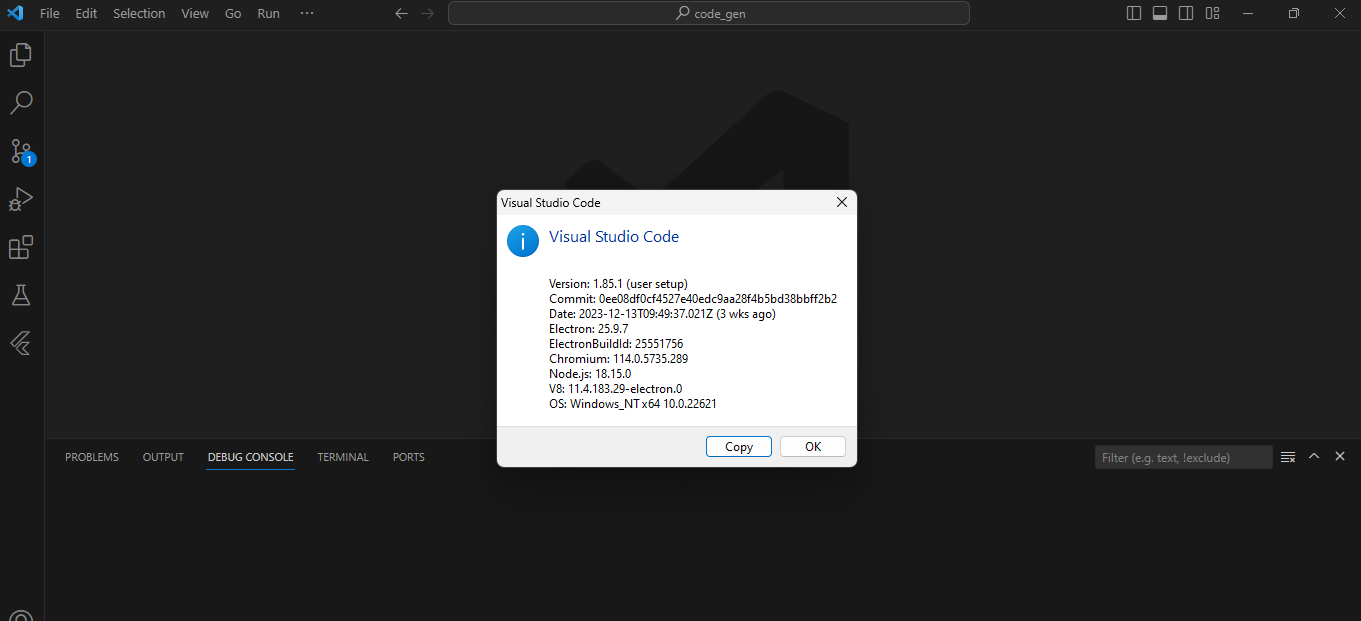 File Edit Selection View Go Run ···
code_gen
1
Visual Studio Code
Visual Studio Code
Version: 1.85.1 (user setup)
Commit: 0ee08df0cf4527e40edc9aa28f4b5bd38bbff2b2
Date: 2023-12-13T09:49:37.021Z (3 wks ago)
Electron: 25.9.7
ElectronBuildId: 25551756
Chromium: 114.0.5735.289
Node.js: 18.15.0
V8: 11.4.183.29-electron.0
OS: Windows_NT x64 10.0.22621
Copy OK
PROBLEMS OUTPUT DEBUG CONSOLE TERMINAL PORTS
Filter (e.g. text, !exclude)